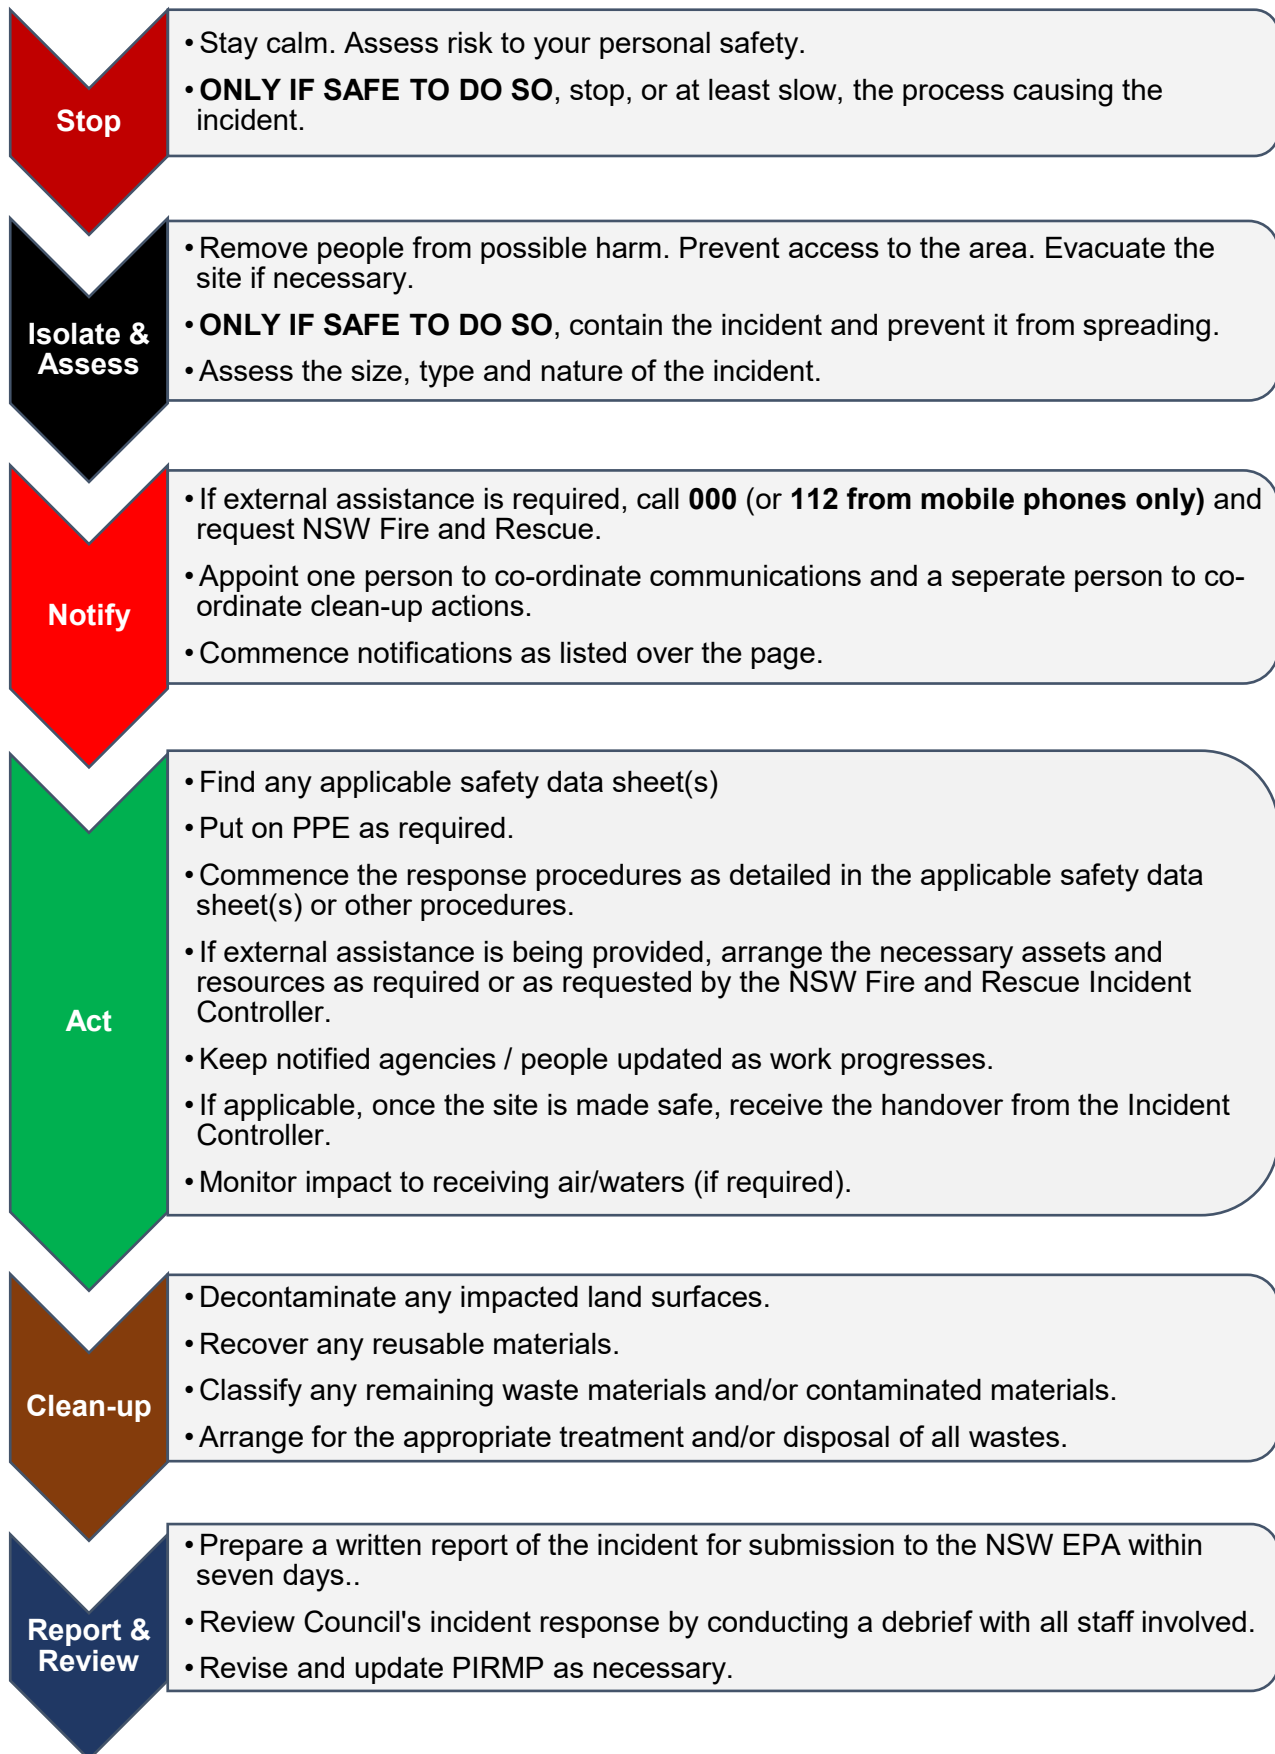 Stop
• Stay calm. Assess risk to your personal safety.
• ONLY IF SAFE TO DO SO, stop, or at least slow, the process causing the
incident.
Isolate &
Assess
• Remove people from possible harm. Prevent access to the area. Evacuate the
site if necessary.
• ONLY IF SAFE TO DO SO, contain the incident and prevent it from spreading.
• Assess the size, type and nature of the incident.
Notify
• If external assistance is required, call 000 (or 112 from mobile phones only) and
request NSW Fire and Rescue.
• Appoint one person to co-ordinate communications and a seperate person to co-
ordinate clean-up actions.
• Commence notifications as listed over the page.
Act
• Find any applicable safety data sheet(s)
• Put on PPE as required.
• Commence the response procedures as detailed in the applicable safety data
sheet(s) or other procedures.
• If external assistance is being provided, arrange the necessary assets and
resources as required or as requested by the NSW Fire and Rescue Incident
Controller.
• Keep notified agencies / people updated as work progresses.
• If applicable, once the site is made safe, receive the handover from the Incident
Controller.
• Monitor impact to receiving air/waters (if required).
Clean-up
• Decontaminate any impacted land surfaces.
• Recover any reusable materials.
• Classify any remaining waste materials and/or contaminated materials.
• Arrange for the appropriate treatment and/or disposal of all wastes.
Report &
Review
• Prepare a written report of the incident for submission to the NSW EPA within
seven days..
• Review Council's incident response by conducting a debrief with all staff involved.
• Revise and update PIRMP as necessary.